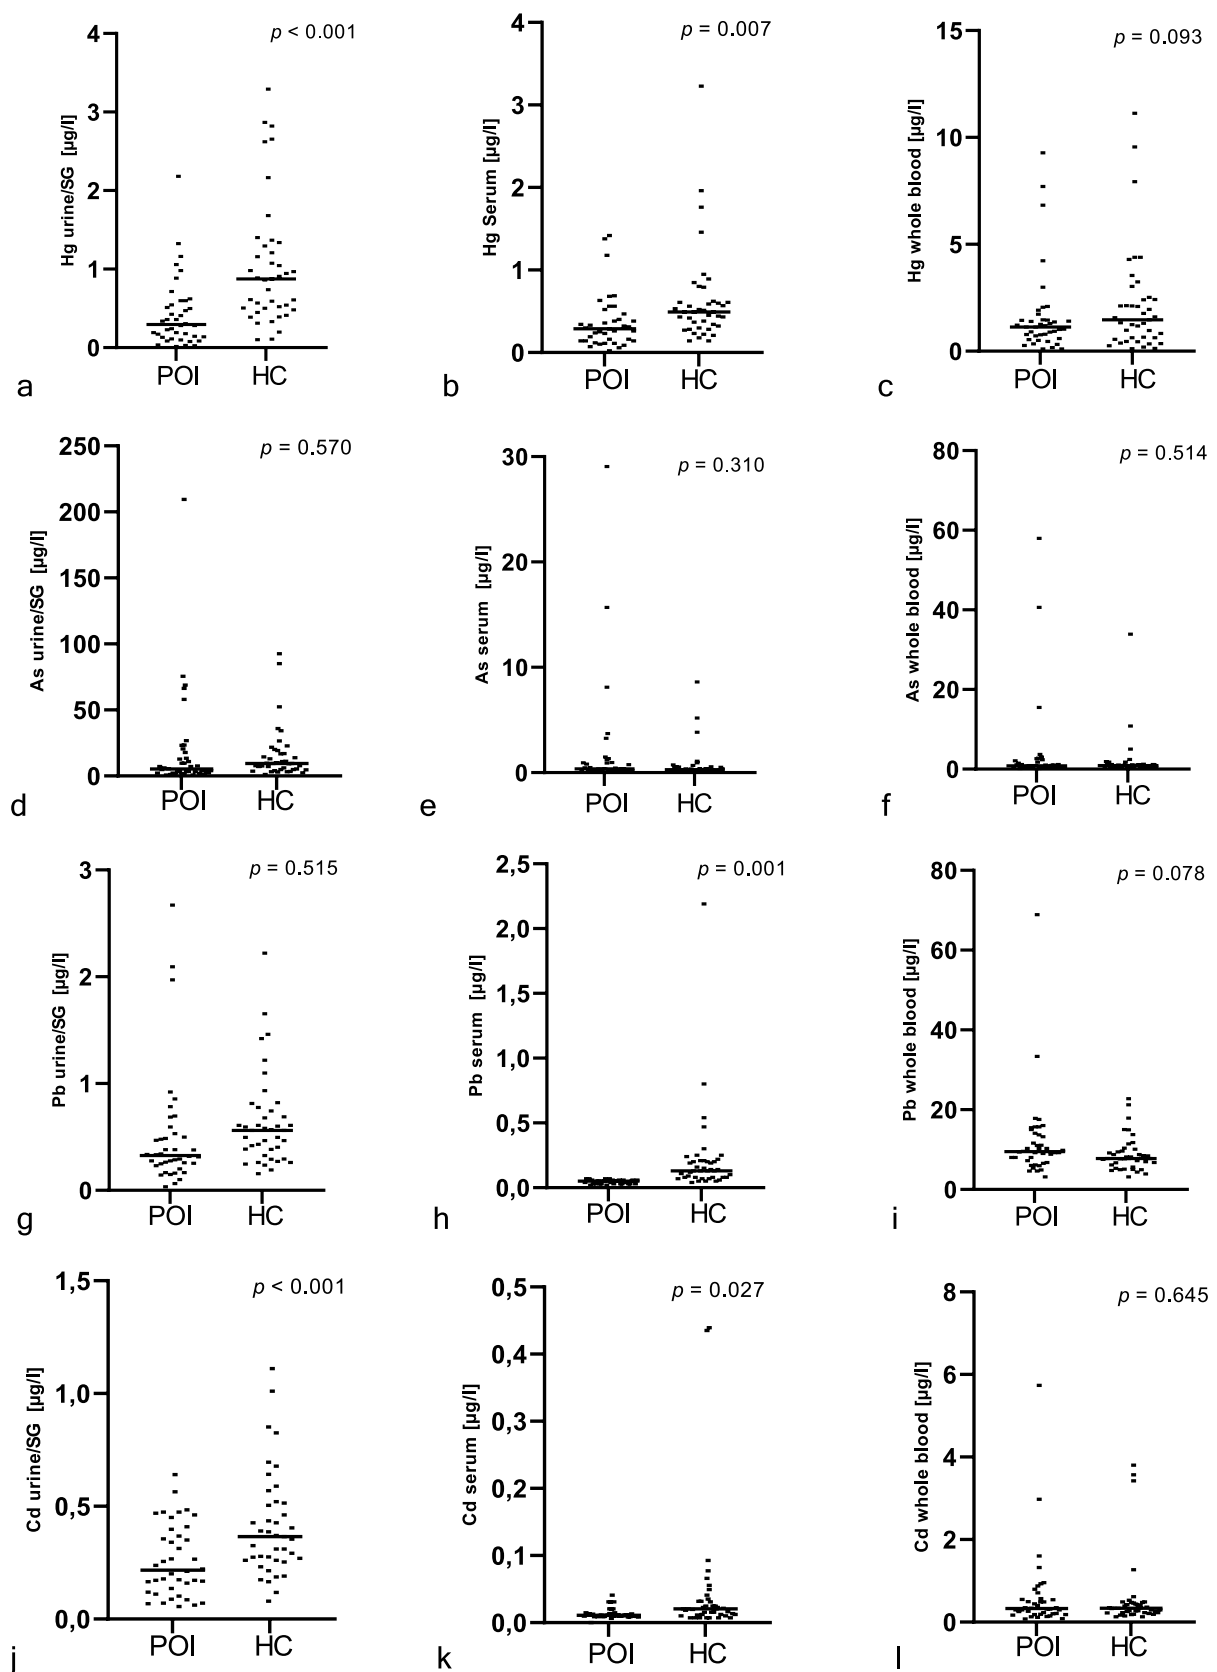 p < 0.001
Hg urine/SG [µg/l]
4
3
2
1
0
POI HC
a
p = 0.007
Hg Serum [µg/l]
4
3
2
1
0
POI HC
b
p = 0.093
Hg whole blood [µg/l]
15
10
5
0
POI HC
c
p = 0.570
As urine/SG [µg/l]
250
200
150
100
50
0
POI HC
d
p = 0.310
As serum [µg/l]
30
20
10
0
POI HC
e
p = 0.514
As whole blood [µg/l]
80
60
40
20
0
POI HC
f
p = 0.515
Pb urine/SG [µg/l]
3
2
1
0
POI HC
g
p = 0.001
Pb serum [µg/l]
2,5
2,0
1,5
1,0
0,5
0,0
POI HC
h
p = 0.078
Pb whole blood [µg/l]
80
60
40
20
0
POI HC
i
p < 0.001
Cd urine/SG [µg/l]
1,5
1,0
0,5
0,0
POI HC
j
p = 0.027
Cd serum [µg/l]
0,5
0,4
0,3
0,2
0,1
0,0
POI HC
k
p = 0.645
Cd whole blood [µg/l]
8
6
4
2
0
POI HC
l